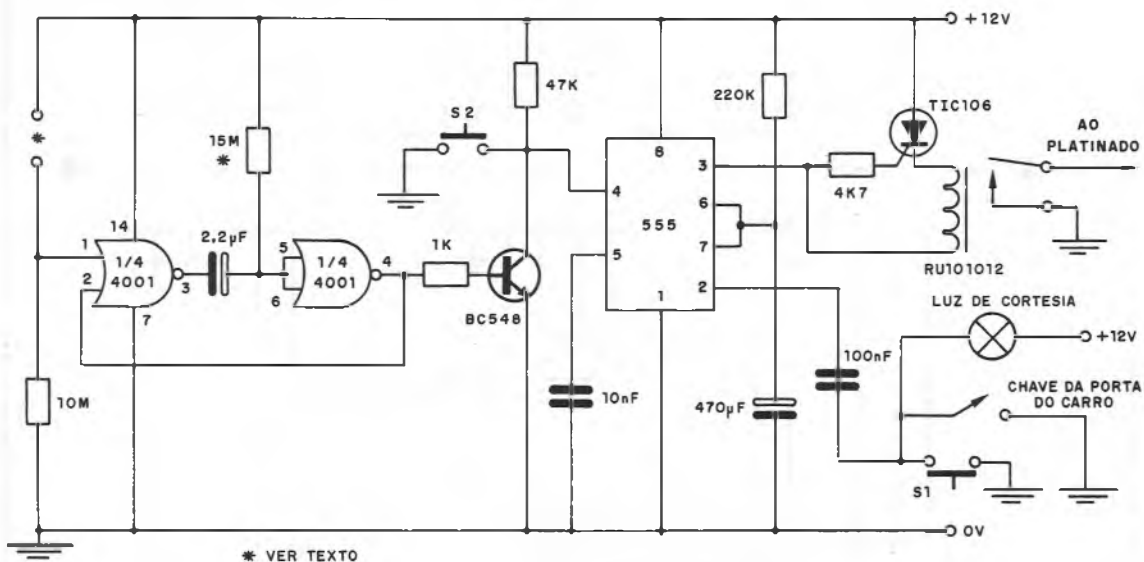 +12V
47K
S2
220K
TIC106
AO
PLATINADO
*
15M
*
8
4
3
4K7
555
6
7
5
2
1
14
1
2
1/4
4001
3
7
2,2µF
5
6
1/4
4001
4
1K
BC548
RU101012
LUZ DE CORTESIA
+12V
100nF
CHAVE DA PORTA
DO CARRO
10M
10nF
470µF
S1
0V
* VER TEXTO